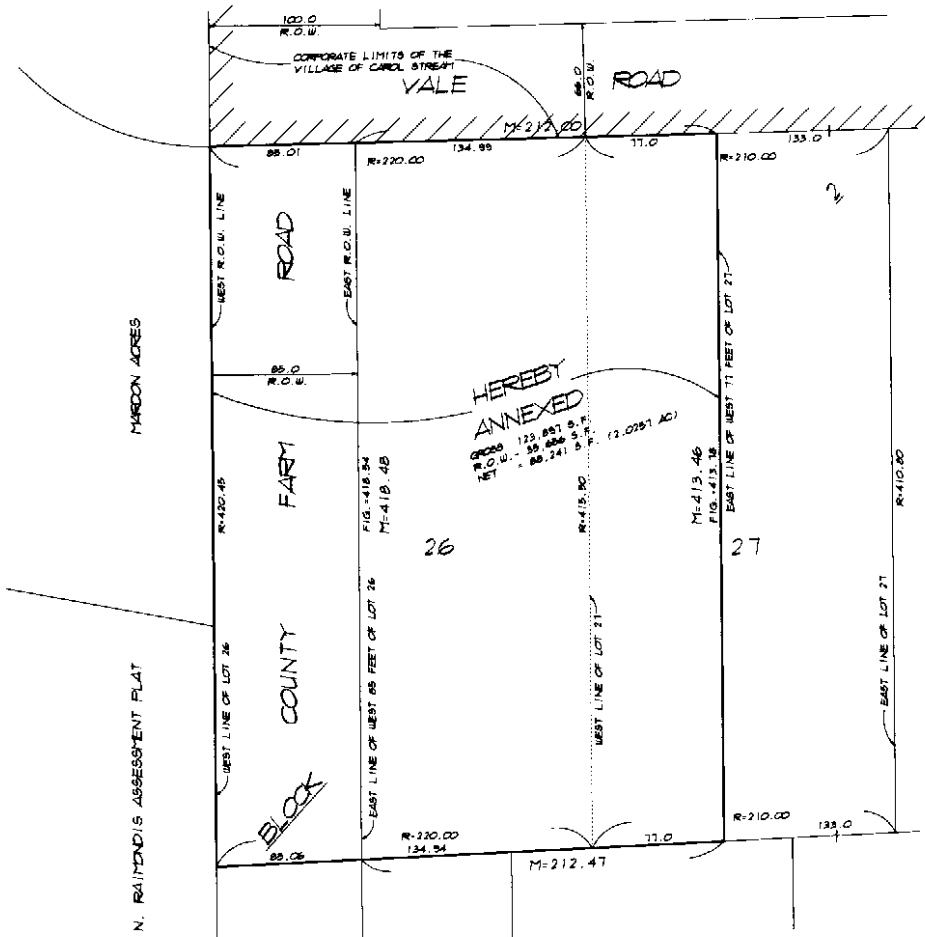 100.0
R.O.W.
CORPORATE LIMITS OF THE
VILLAGE OF CAROL STREAM
VALE ROAD
66.0
R.O.W.
M=212.00
85.01
R=220.00
134.99
77.0
R=210.00
133.0
2
WEST R.O.W. LINE
ROAD
EAST R.O.W. LINE
MARDON ACRES
85.0
R.O.W.
HEREBY
ANNEXED
GROSS 123,897 S.F.
R.O.W. - 35,656 S.F.
NET = 88,241 S.F. (2.0257 AC)
EAST LINE OF WEST 77 FEET OF LOT 27
R=420.45
FARM
FIG.=418.54
M=418.48
R=415.50
M=413.46
FIG.=413.78
R=410.80
26
27
WEST LINE OF LOT 26
COUNTY
EAST LINE OF WEST 85 FEET OF LOT 26
WEST LINE OF LOT 27
EAST LINE OF LOT 27
N. RAIMONDI'S ASSESSMENT PLAT
BLOCK
85.06
R=220.00
134.94
77.0
R=210.00
133.0
M=212.47